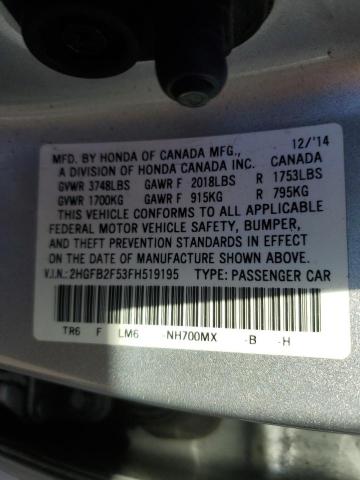 MFD. BY HONDA OF CANADA MFG., 12/'14
A DIVISION OF HONDA CANADA INC. CANADA
GVWR 3748LBS GAWR F 2018LBS R 1753LBS
GVWR 1700KG GAWR F 915KG R 795KG
THIS VEHICLE CONFORMS TO ALL APPLICABLE
FEDERAL MOTOR VEHICLE SAFETY, BUMPER,
AND THEFT PREVENTION STANDARDS IN EFFECT
ON THE DATE OF MANUFACTURE SHOWN ABOVE.
V.I.N.: 2HGFB2F53FH519195 TYPE: PASSENGER CAR
TR6 F LM6 -NH700MX -B -H